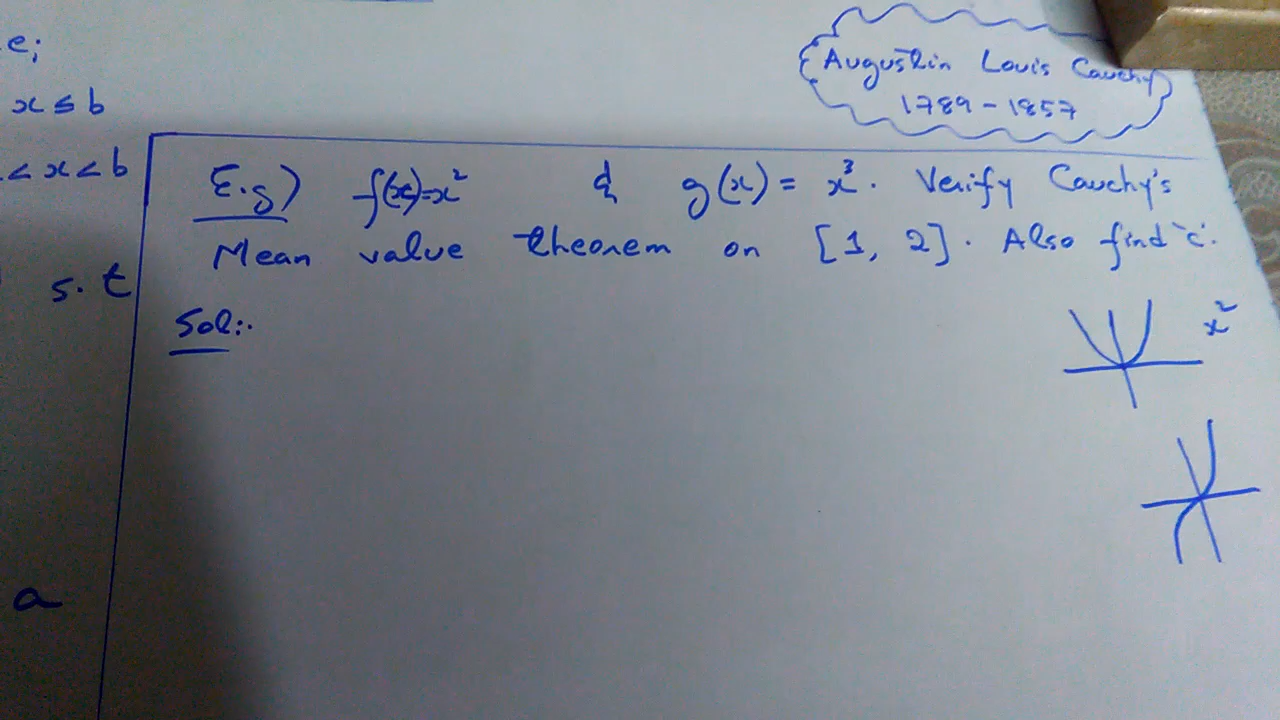 e;
x ≤ b
< x < b
s.t
a
Augustin Louis Cauchy
1789 - 1857
E.g) f(x)=x² & g(x) = x³. Verify Cauchy's
Mean value theorem on [1, 2]. Also find 'c'.
Sol:.
x²